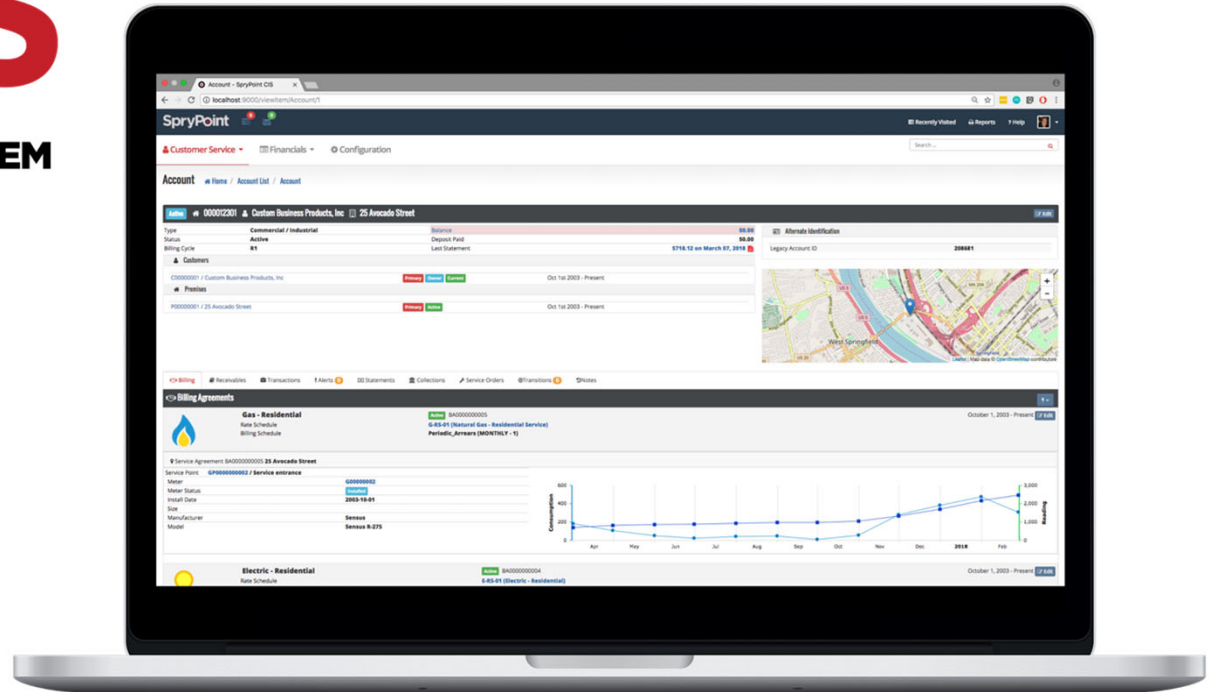 S
EM
Account - SpryPoint CIS
localhost:9000/viewitem/Account/1
SpryPoint
Recently Visited Reports ? Help
Customer Service Financials Configuration
Search ...
Account Home / Account List / Account
Active 000012301 Custom Business Products, Inc 25 Avocado Street Edit
Type Commercial / Industrial Balance $0.00
Status Active Deposit Paid $0.00
Billing Cycle R1 Last Statement $718.12 on March 07, 2018
Alternate Identification
Legacy Account ID 208681
Customers
C00000001 / Custom Business Products, Inc Primary Owner Current Oct 1st 2003 - Present
Premises
P00000001 / 25 Avocado Street Primary Active Oct 1st 2003 - Present
+
-
West Springfield
Leaflet | Map data © OpenStreetMap contributors
Billing Receivables Transactions Alerts 0 Statements Collections Service Orders Transitions 0 Notes
Billing Agreements
Gas - Residential Active BA0000000005 October 1, 2003 - Present Edit
Rate Schedule G-RS-01 (Natural Gas - Residential Service)
Billing Schedule Periodic_Arrears (MONTHLY - 1)
Service Agreement BA0000000005 25 Avocado Street
Service Point GP0000000002 / Service entrance
Meter G00000002
Meter Status Installed
Install Date 2003-10-01
Size
Manufacturer Sensus
Model Sensus R-275
Consumption
600
400
200
0
3,000
2,000
1,000
0
Reading
Apr May Jun Jul Aug Sep Oct Nov Dec 2018 Feb
Electric - Residential Active BA0000000004 October 1, 2003 - Present Edit
Rate Schedule E-RS-01 (Electric - Residential)